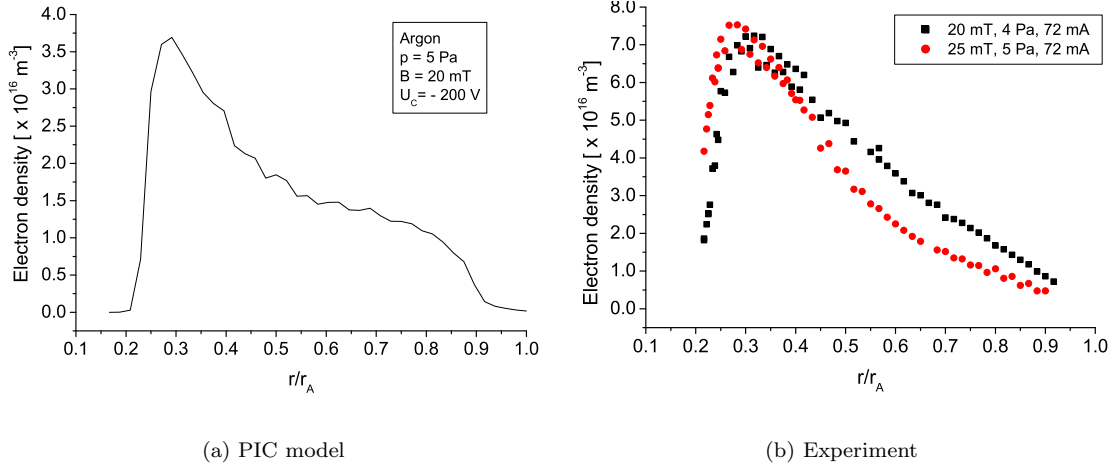 Electron density [ x 10^16 m^-3]
4.0
3.5
3.0
2.5
2.0
1.5
1.0
0.5
0.0
Argon
p = 5 Pa
B = 20 mT
U_C= - 200 V
0.1 0.2 0.3 0.4 0.5 0.6 0.7 0.8 0.9 1.0
r/r_A
(a) PIC model
Electron density [ x 10^16 m^-3]
8.0
7.0
6.0
5.0
4.0
3.0
2.0
1.0
0.0
20 mT, 4 Pa, 72 mA
25 mT, 5 Pa, 72 mA
0.1 0.2 0.3 0.4 0.5 0.6 0.7 0.8 0.9 1.0
r/r_A
(b) Experiment